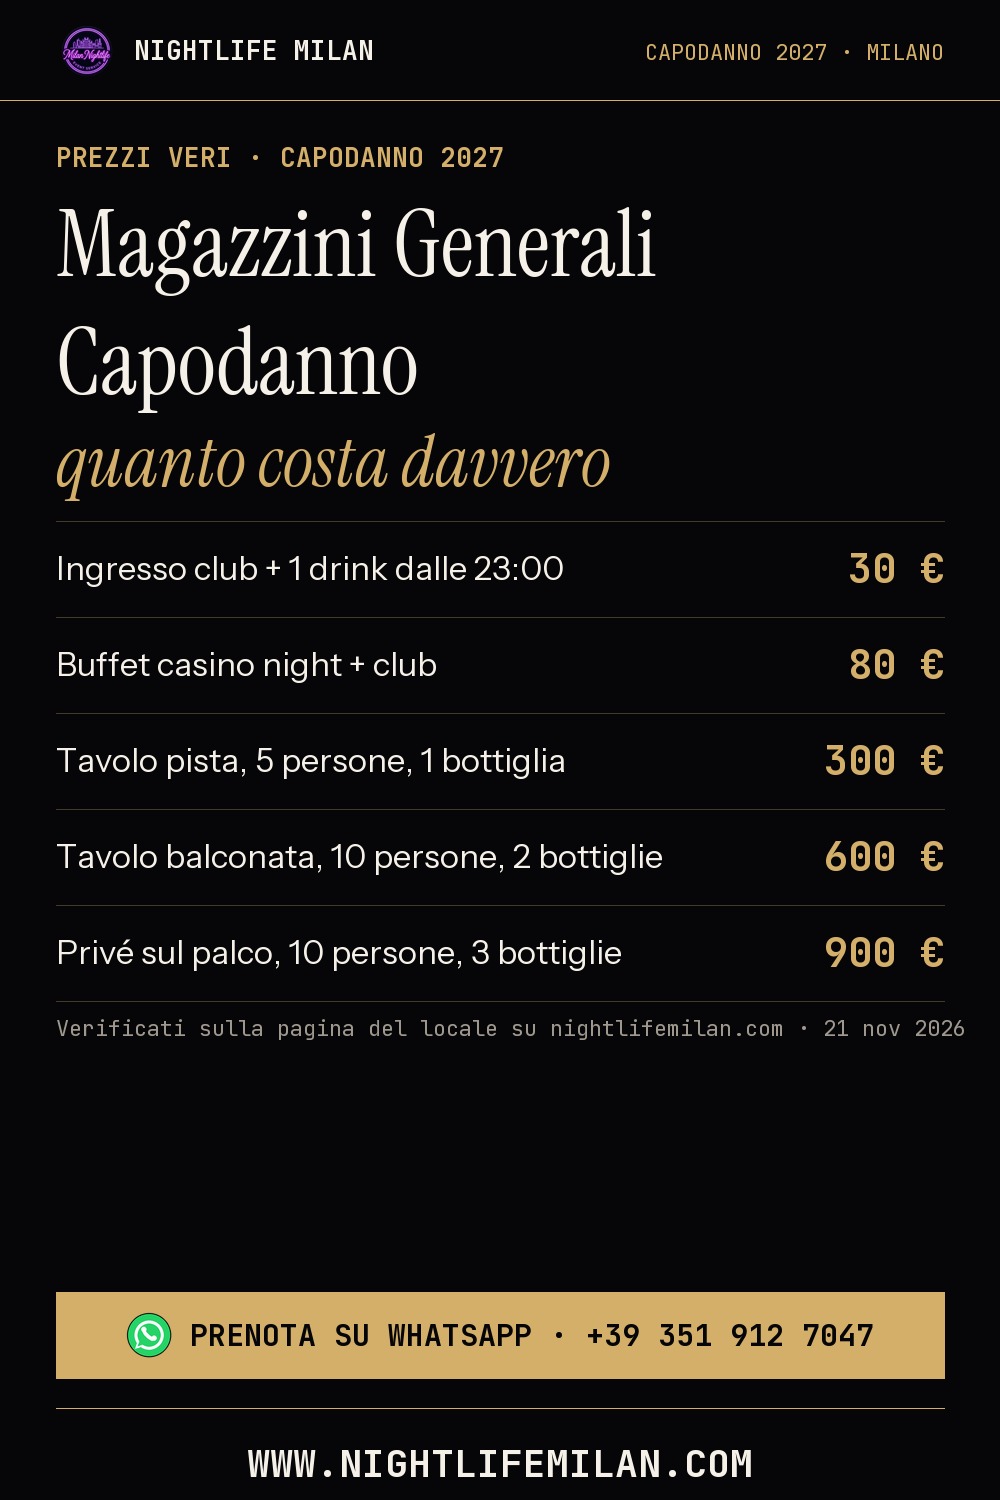 Milan Nightlife
NIGHTLIFE MILAN
CAPODANNO 2027 · MILANO
PREZZI VERI · CAPODANNO 2027
Magazzini Generali
Capodanno
quanto costa davvero
Ingresso club + 1 drink dalle 23:00 30 €
Buffet casino night + club 80 €
Tavolo pista, 5 persone, 1 bottiglia 300 €
Tavolo balconata, 10 persone, 2 bottiglie 600 €
Privé sul palco, 10 persone, 3 bottiglie 900 €
Verificati sulla pagina del locale su nightlifemilan.com · 21 nov 2026
PRENOTA SU WHATSAPP · +39 351 912 7047
WWW.NIGHTLIFEMILAN.COM